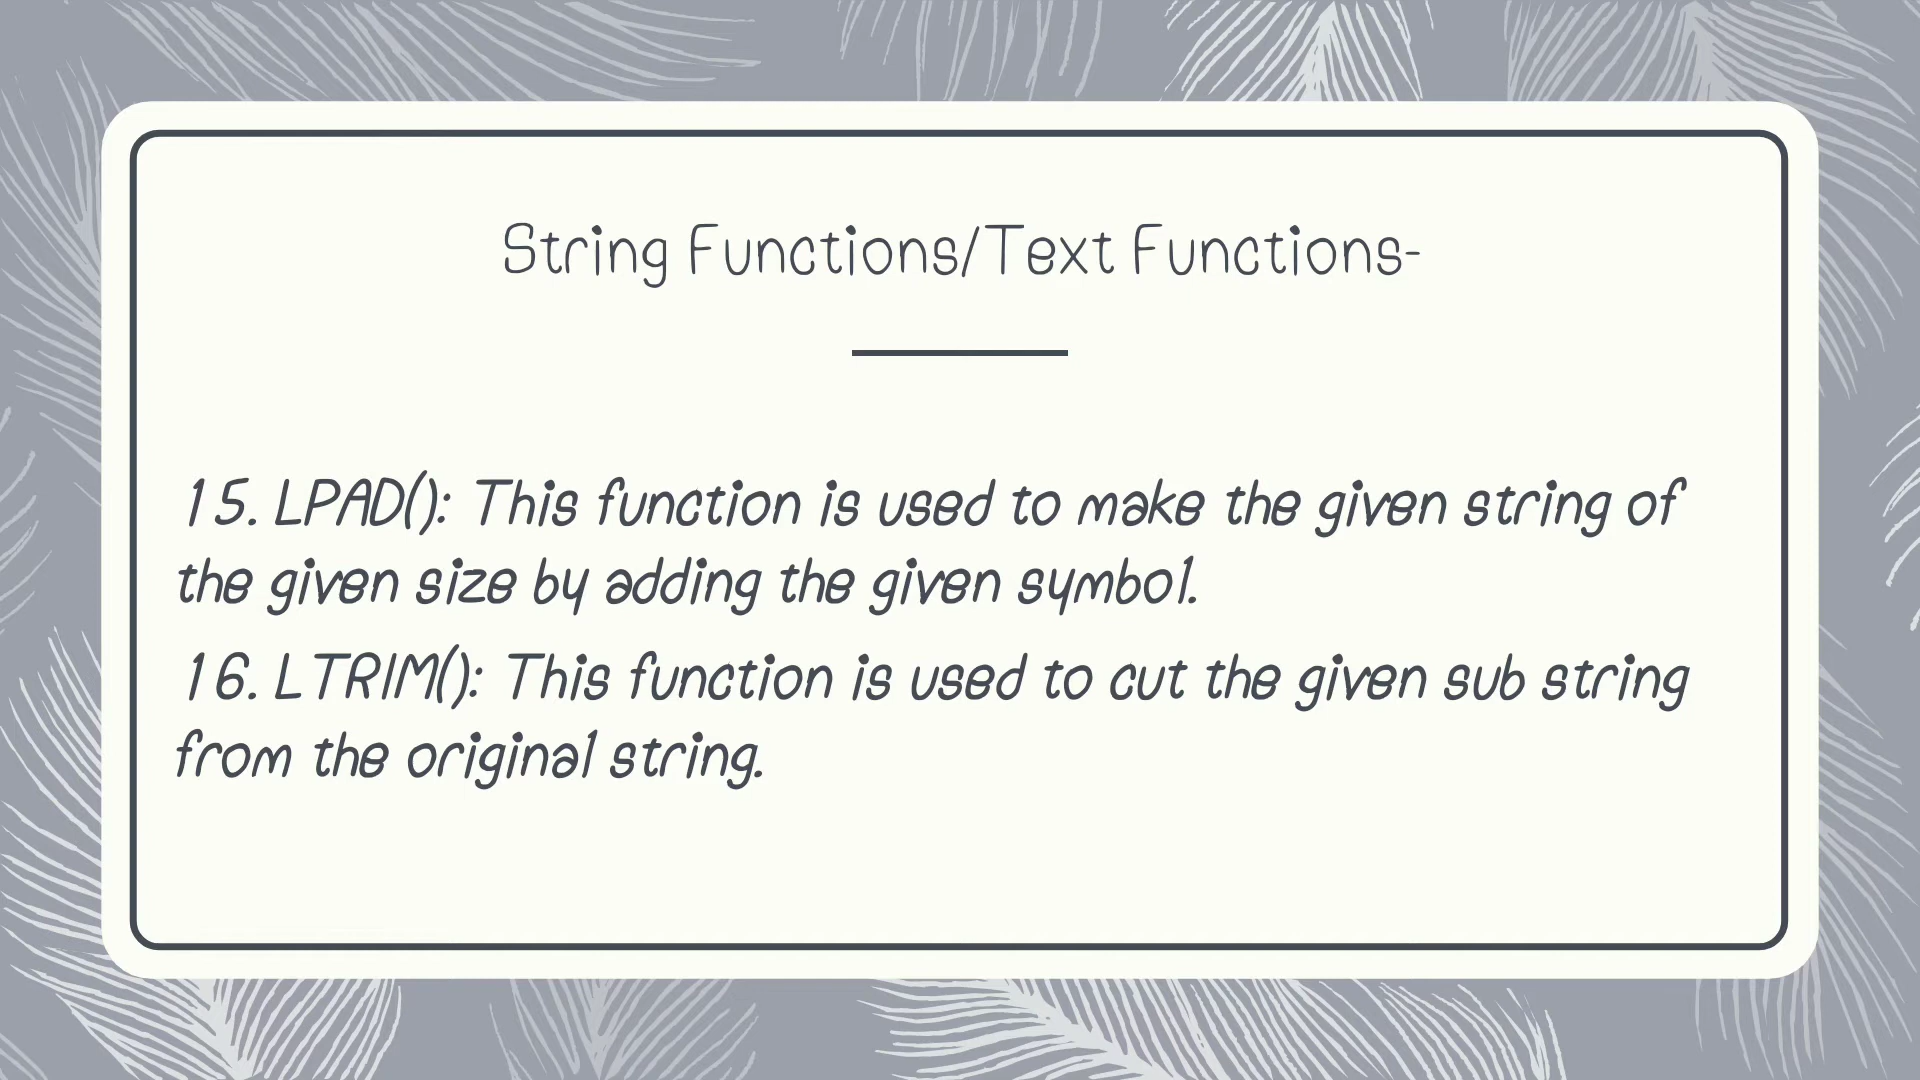 String Functions/Text Functions-
15. LPAD(): This function is used to make the given string of
the given size by adding the given symbol.
16. LTRIM(): This function is used to cut the given sub string
from the original string.